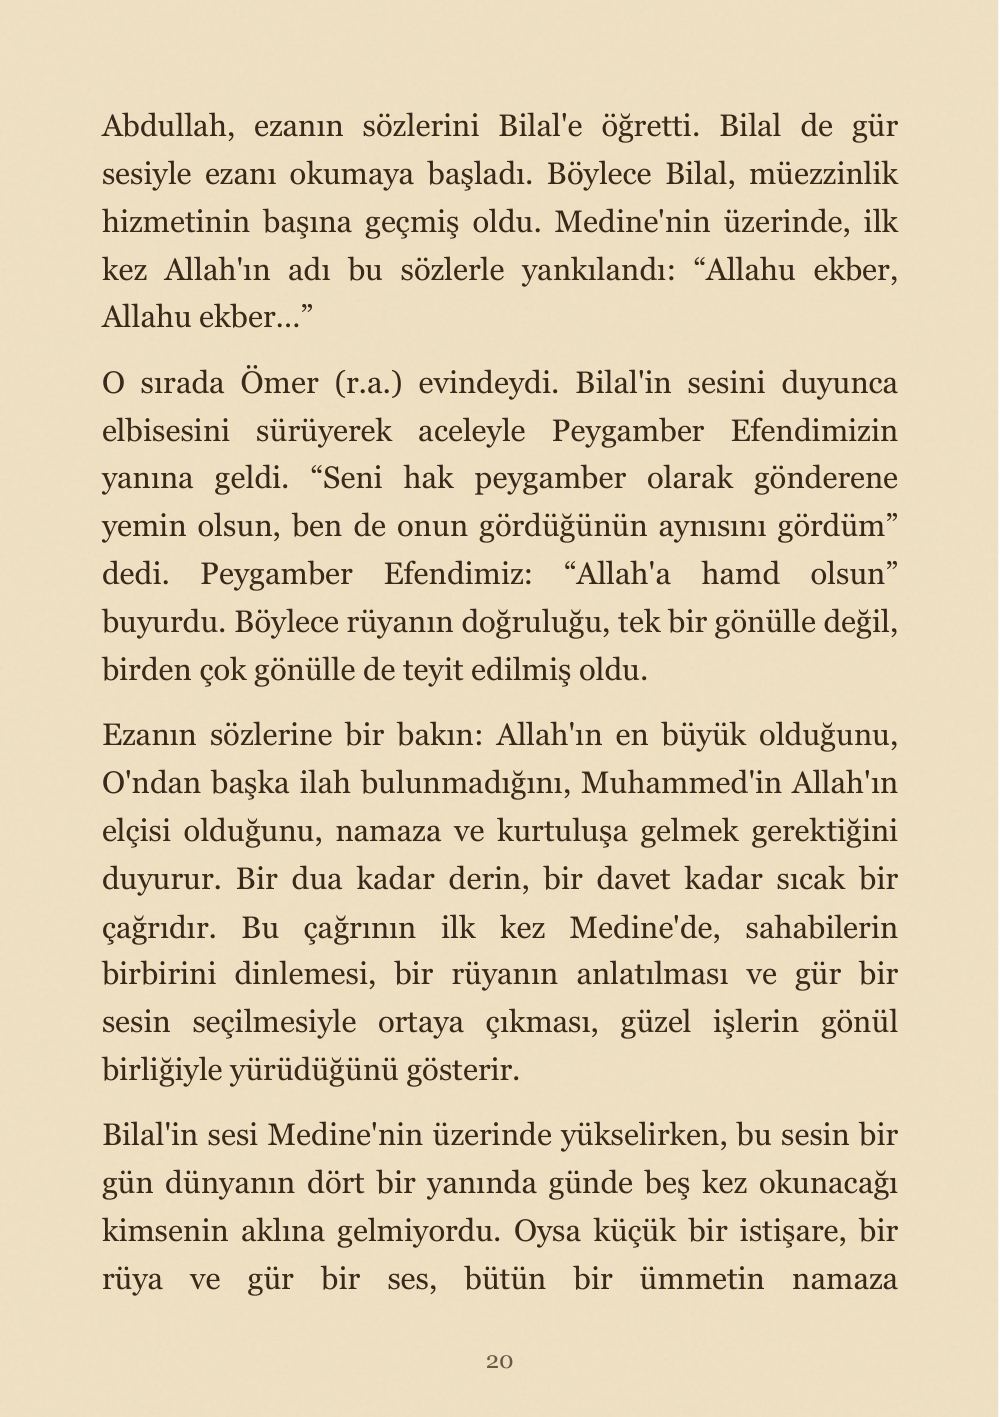 Abdullah, ezanın sözlerini Bilal'e öğretti. Bilal de gür
sesiyle ezanı okumaya başladı. Böylece Bilal, müezzinlik
hizmetinin başına geçmiş oldu. Medine'nin üzerinde, ilk
kez Allah'ın adı bu sözlerle yankılandı: “Allahu ekber,
Allahu ekber...”
O sırada Ömer (r.a.) evindeydi. Bilal'in sesini duyunca
elbisesini sürüyerek aceleyle Peygamber Efendimizin
yanına geldi. “Seni hak peygamber olarak gönderene
yemin olsun, ben de onun gördüğünün aynısını gördüm”
dedi. Peygamber Efendimiz: “Allah'a hamd olsun”
buyurdu. Böylece rüyanın doğruluğu, tek bir gönülle değil,
birden çok gönülle de teyit edilmiş oldu.
Ezanın sözlerine bir bakın: Allah'ın en büyük olduğunu,
O'ndan başka ilah bulunmadığını, Muhammed'in Allah'ın
elçisi olduğunu, namaza ve kurtuluşa gelmek gerektiğini
duyurur. Bir dua kadar derin, bir davet kadar sıcak bir
çağrıdır. Bu çağrının ilk kez Medine'de, sahabilerin
birbirini dinlemesi, bir rüyanın anlatılması ve gür bir
sesin seçilmesiyle ortaya çıkması, güzel işlerin gönül
birliğiyle yürüdüğünü gösterir.
Bilal'in sesi Medine'nin üzerinde yükselirken, bu sesin bir
gün dünyanın dört bir yanında günde beş kez okunacağı
kimsenin aklına gelmiyordu. Oysa küçük bir istişare, bir
rüya ve gür bir ses, bütün bir ümmetin namaza
20